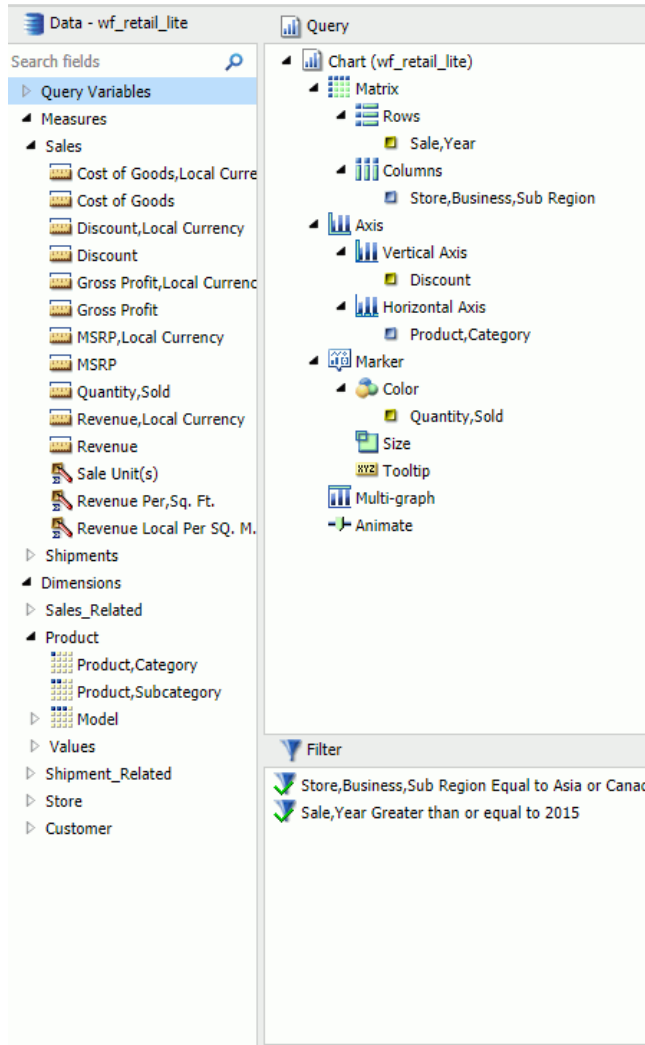 Data - wf_retail_lite
Search fields
Query Variables
Measures
Sales
Cost of Goods,Local Curre
Cost of Goods
Discount,Local Currency
Discount
Gross Profit,Local Currenc
Gross Profit
MSRP,Local Currency
MSRP
Quantity,Sold
Revenue,Local Currency
Revenue
Sale Unit(s)
Revenue Per,Sq. Ft.
Revenue Local Per SQ. M.
Shipments
Dimensions
Sales_Related
Product
Product,Category
Product,Subcategory
Model
Values
Shipment_Related
Store
Customer
Query
Chart (wf_retail_lite)
Matrix
Rows
Sale,Year
Columns
Store,Business,Sub Region
Axis
Vertical Axis
Discount
Horizontal Axis
Product,Category
Marker
Color
Quantity,Sold
Size
XYZ Tooltip
Multi-graph
Animate
Filter
Store,Business,Sub Region Equal to Asia or Canad
Sale,Year Greater than or equal to 2015